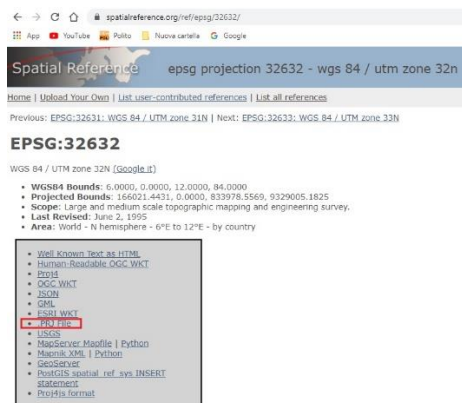 spatialreference.org/ref/epsg/32632/
App YouTube Polito Nuova cartella Google
Spatial Reference epsg projection 32632 - wgs 84 / utm zone 32n
Home | Upload Your Own | List user-contributed references | List all references
Previous: EPSG:32631: WGS 84 / UTM zone 31N | Next: EPSG:32633: WGS 84 / UTM zone 33N
EPSG:32632
WGS 84 / UTM zone 32N (Google it)
• WGS84 Bounds: 6.0000, 0.0000, 12.0000, 84.0000
• Projected Bounds: 166021.4431, 0.0000, 833978.5569, 9329005.1825
• Scope: Large and medium scale topographic mapping and engineering survey.
• Last Revised: June 2, 1995
• Area: World - N hemisphere - 6°E to 12°E - by country
• Well Known Text as HTML
• Human-Readable OGC WKT
• Proj4
• OGC WKT
• JSON
• GML
• ESRI WKT
• .PRJ File
• USGS
• MapServer Mapfile | Python
• Mapnik XML | Python
• GeoServer
• PostGIS spatial_ref_sys INSERT
statement
• Proj4js format